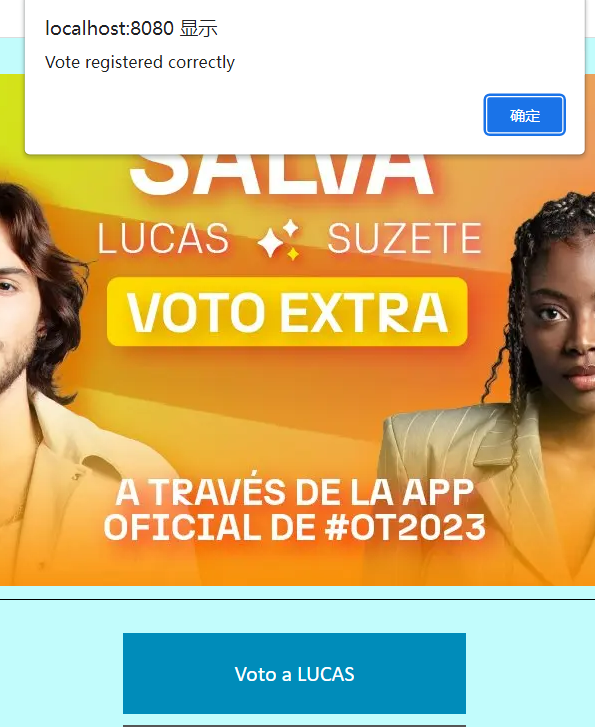 localhost:8080 显示
Vote registered correctly
确定
SALVA
LUCAS SUZETE
VOTO EXTRA
A TRAVÉS DE LA APP
OFICIAL DE #OT2023
Voto a LUCAS